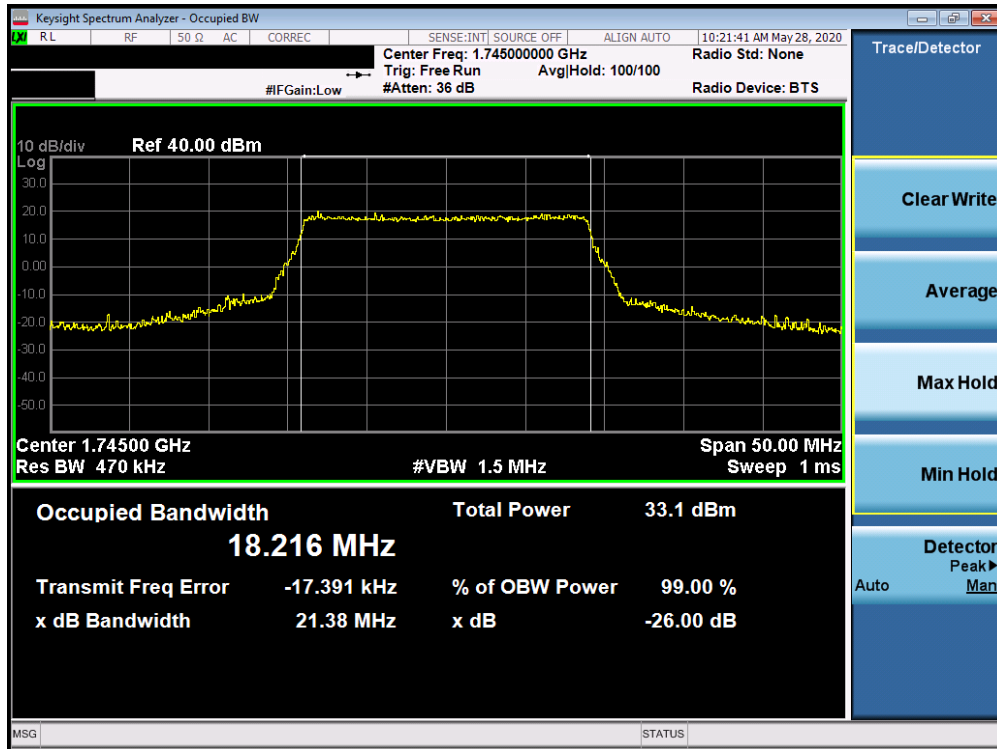 Keysight Spectrum Analyzer - Occupied BW
LXI RL RF 50 Ω AC CORREC SENSE:INT SOURCE OFF ALIGN AUTO 10:21:41 AM May 28, 2020
Center Freq: 1.745000000 GHz Radio Std: None
Trig: Free Run Avg|Hold: 100/100
#IFGain:Low #Atten: 36 dB Radio Device: BTS
10 dB/div Ref 40.00 dBm
Log
30.0
20.0
10.0
0.00
-10.0
-20.0
-30.0
-40.0
-50.0
Center 1.74500 GHz Span 50.00 MHz
Res BW 470 kHz #VBW 1.5 MHz Sweep 1 ms
Occupied Bandwidth Total Power 33.1 dBm
18.216 MHz
Transmit Freq Error -17.391 kHz % of OBW Power 99.00 %
x dB Bandwidth 21.38 MHz x dB -26.00 dB
MSG STATUS
Trace/Detector
Clear Write
Average
Max Hold
Min Hold
Detector
Peak▶
Auto Man